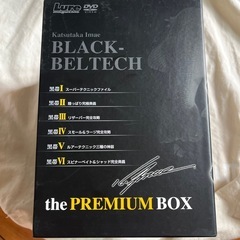 Lure DVD
Katsutaka Imae
BLACK-
BELTECH
黒帯I スーパーテクニックファイル
黒帯II 陸っぱり究極奥義
黒帯III リザーバー完全攻略
黒帯IV スモール&ラージ完全攻略
黒帯V ルアーテクニック三種の神技
黒帯VI スピナーベイト&シャッド完全奥義
the PREMIUM BOX